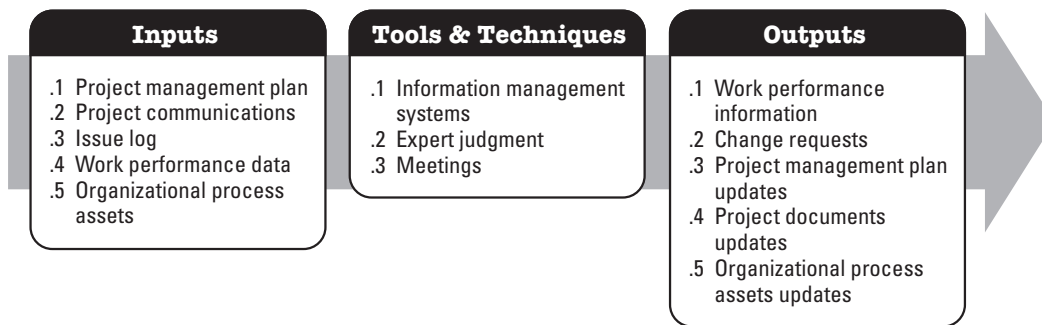 Inputs
.1 Project management plan
.2 Project communications
.3 Issue log
.4 Work performance data
.5 Organizational process
assets
Tools & Techniques
.1 Information management
systems
.2 Expert judgment
.3 Meetings
Outputs
.1 Work performance
information
.2 Change requests
.3 Project management plan
updates
.4 Project documents
updates
.5 Organizational process
assets updates